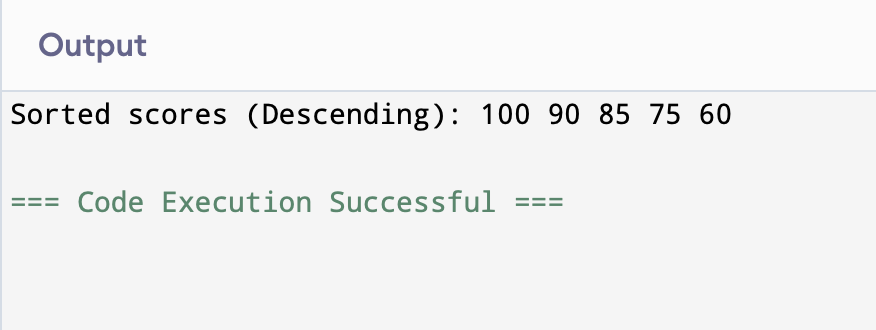 Output
Sorted scores (Descending): 100 90 85 75 60
=== Code Execution Successful ===